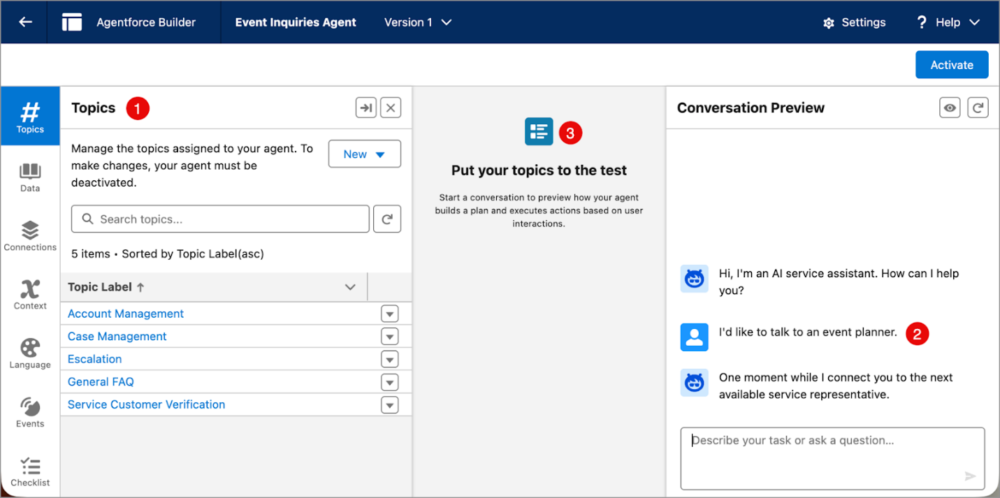 Agentforce Builder
Event Inquiries Agent
Version 1
Settings
? Help
Activate
# Topics
Data
Connections
Context
Language
Events
Checklist
Topics 1
Manage the topics assigned to your agent. To
make changes, your agent must be
deactivated.
New
Search topics...
5 items • Sorted by Topic Label(asc)
Topic Label ↑
Account Management
Case Management
Escalation
General FAQ
Service Customer Verification
3
Put your topics to the test
Start a conversation to preview how your agent
builds a plan and executes actions based on user
interactions.
Conversation Preview
Hi, I'm an AI service assistant. How can I help
you?
I'd like to talk to an event planner. 2
One moment while I connect you to the next
available service representative.
Describe your task or ask a question...